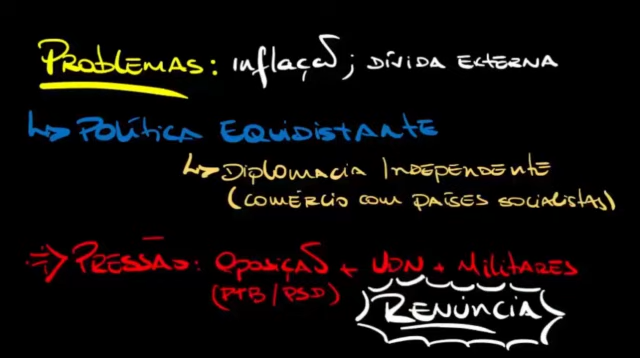 Problemas: inflação; dívida externa
↳ Política Equidistante
↳ Diplomacia Independente
(comércio com países socialistas)
⇒ Pressão: Oposição + UDN + Militares
(PTB/PSD)
Renúncia